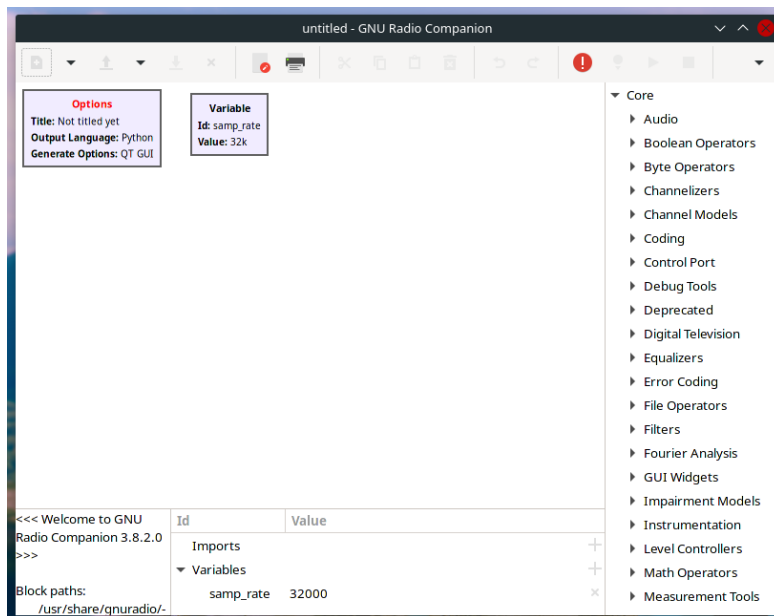 untitled - GNU Radio Companion
Options
Title: Not titled yet
Output Language: Python
Generate Options: QT GUI
Variable
Id: samp_rate
Value: 32k
Core
Audio
Boolean Operators
Byte Operators
Channelizers
Channel Models
Coding
Control Port
Debug Tools
Deprecated
Digital Television
Equalizers
Error Coding
File Operators
Filters
Fourier Analysis
GUI Widgets
Impairment Models
Instrumentation
Level Controllers
Math Operators
Measurement Tools
<<< Welcome to GNU
Radio Companion 3.8.2.0
>>>
Block paths:
/usr/share/gnuradio/-
Id Value
Imports
Variables
samp_rate 32000